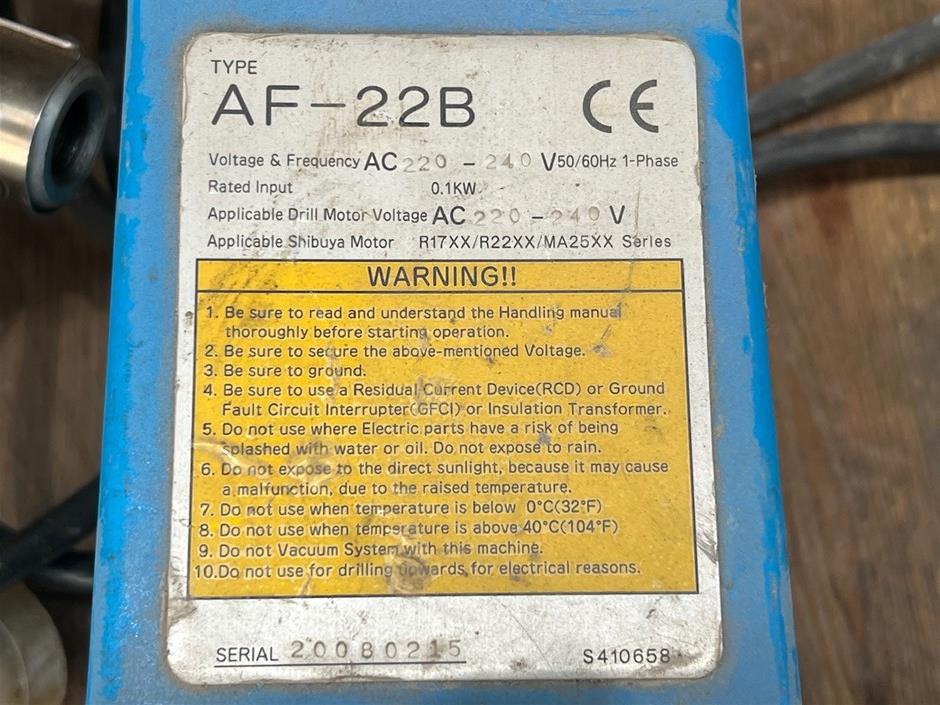 TYPE
AF-22B CE
Voltage & Frequency AC 220 - 240 V 50/60Hz 1-Phase
Rated Input 0.1KW
Applicable Drill Motor Voltage AC 220 - 240 V
Applicable Shibuya Motor R17XX/R22XX/MA25XX Series
WARNING!!
1. Be sure to read and understand the Handling manual
thoroughly before starting operation.
2. Be sure to secure the above-mentioned Voltage.
3. Be sure to ground.
4. Be sure to use a Residual Current Device(RCD) or Ground
Fault Circuit Interrupter(GFCI) or Insulation Transformer.
5. Do not use where Electric parts have a risk of being
splashed with water or oil. Do not expose to rain.
6. Do not expose to the direct sunlight, because it may cause
a malfunction, due to the raised temperature.
7. Do not use when temperature is below 0°C(32°F)
8. Do not use when temperature is above 40°C(104°F)
9. Do not Vacuum System with this machine.
10.Do not use for drilling upwards for electrical reasons.
SERIAL 20080215 S410658